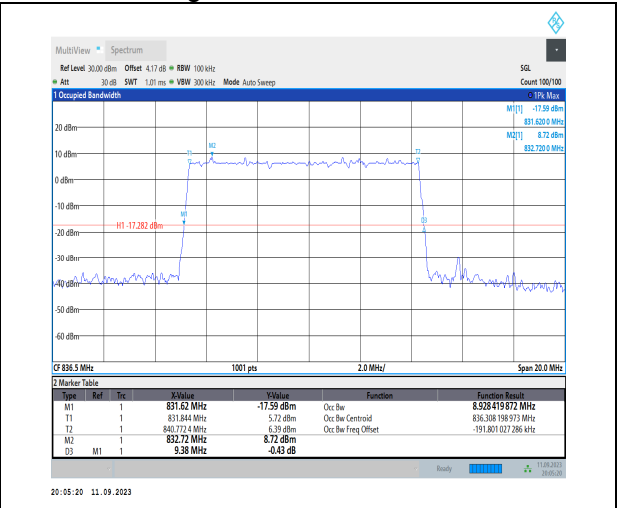 MultiView Spectrum
Ref Level 30.00 dBm Offset 4.17 dB RBW 100 kHz SGL
Att 30 dB SWT 1.01 ms VBW 300 kHz Mode Auto Sweep Count 100/100
1 Occupied Bandwidth 1Pk Max
M1[1] -17.59 dBm
831.620 0 MHz
M2[1] 8.72 dBm
832.720 0 MHz
20 dBm
10 dBm
T1 M2 T2
0 dBm
-10 dBm
M1
H1 -17.282 dBm
D3
-20 dBm
-30 dBm
-40 dBm
-50 dBm
-60 dBm
CF 836.5 MHz 1001 pts 2.0 MHz/ Span 20.0 MHz
2 Marker Table
Type Ref Trc X-Value Y-Value Function Function Result
M1 1 831.62 MHz -17.59 dBm Occ Bw 8.928 419 872 MHz
T1 1 831.844 MHz 5.72 dBm Occ Bw Centroid 836.308 198 973 MHz
T2 1 840.772 4 MHz 6.39 dBm Occ Bw Freq Offset -191.801 027 286 kHz
M2 1 832.72 MHz 8.72 dBm
D3 M1 1 9.38 MHz -0.43 dB
Ready 11.09.2023
20:05:20
20:05:20 11.09.2023